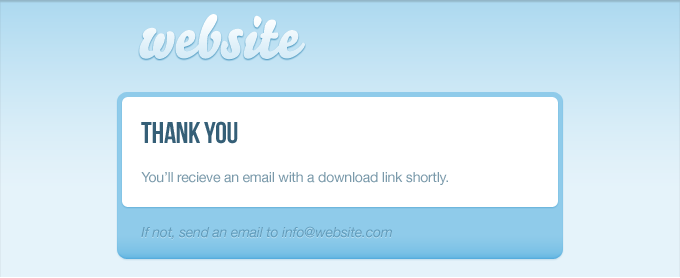 website
THANK YOU
You'll recieve an email with a download link shortly.
If not, send an email to info@website.com